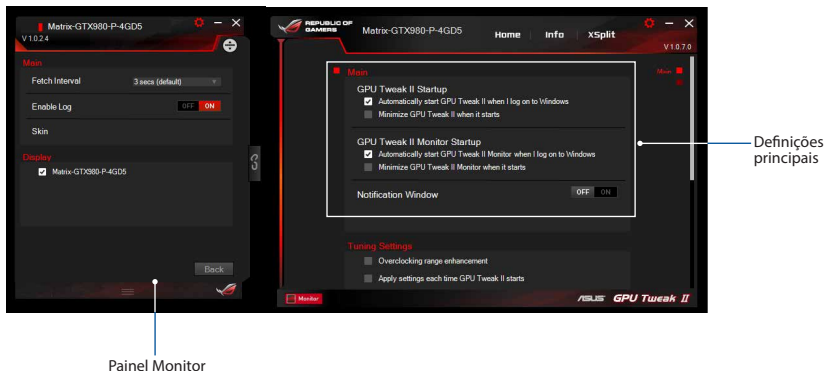 Matrix-GTX980-P-4GD5
V 1.0.2.4
Main
Fetch Interval 3 secs (default)
Enable Log OFF ON
Skin
Display
Matrix-GTX980-P-4GD5
Back
REPUBLIC OF
GAMERS
Matrix-GTX980-P-4GD5
Home Info XSplit
V 1.0.7.0
Main
Main
GPU Tweak II Startup
Automatically start GPU Tweak II when I log on to Windows
Minimize GPU Tweak II when it starts
GPU Tweak II Monitor Startup
Automatically start GPU Tweak II Monitor when I log on to Windows
Minimize GPU Tweak II Monitor when it starts
Notification Window OFF ON
Tuning Settings
Overclocking range enhancement
Apply settings each time GPU Tweak II starts
Monitor
ASUS GPU Tweak II
Definições
principais
Painel Monitor